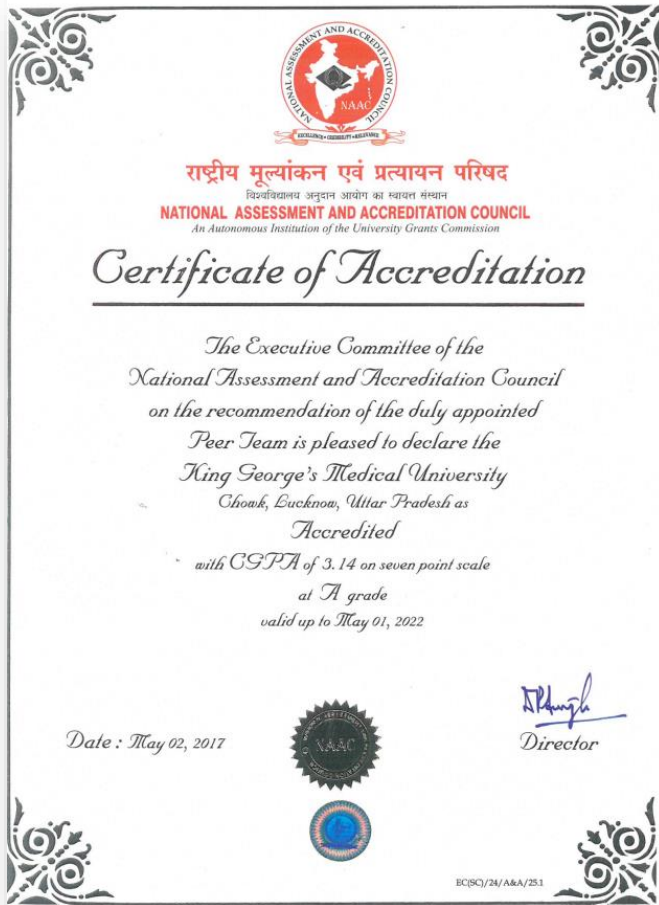 NATIONAL ASSESSMENT AND ACCREDITATION COUNCIL
NAAC
EXCELLENCE • CREDIBILITY • RELEVANCE
राष्ट्रीय मूल्यांकन एवं प्रत्यायन परिषद
विश्वविद्यालय अनुदान आयोग का स्वायत्त संस्थान
NATIONAL ASSESSMENT AND ACCREDITATION COUNCIL
An Autonomous Institution of the University Grants Commission
Certificate of Accreditation
The Executive Committee of the
National Assessment and Accreditation Council
on the recommendation of the duly appointed
Peer Team is pleased to declare the
King George's Medical University
Chowk, Lucknow, Uttar Pradesh as
Accredited
with CGPA of 3.14 on seven point scale
at A grade
valid up to May 01, 2022
Date : May 02, 2017
NAAC
Director
EC(SC)/24/A&A/25.1